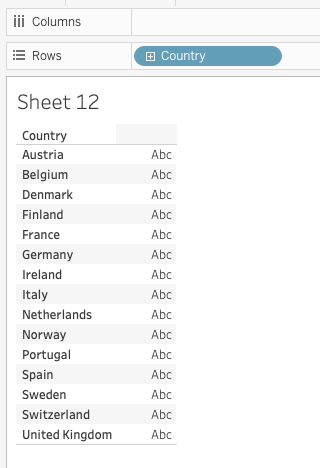 Columns
Rows Country
Sheet 12
Country
Austria Abc
Belgium Abc
Denmark Abc
Finland Abc
France Abc
Germany Abc
Ireland Abc
Italy Abc
Netherlands Abc
Norway Abc
Portugal Abc
Spain Abc
Sweden Abc
Switzerland Abc
United Kingdom Abc